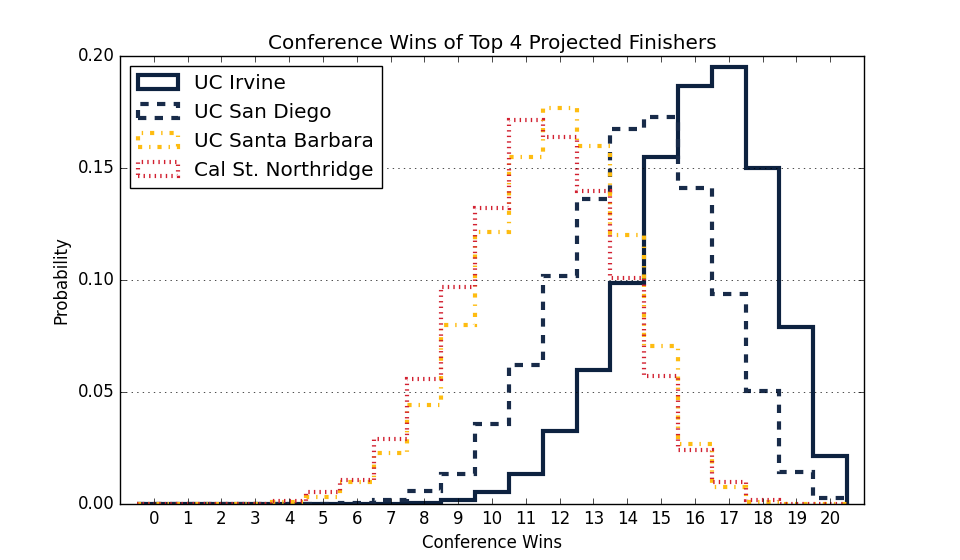 Conference Wins of Top 4 Projected Finishers
0.20
UC Irvine
UC San Diego
UC Santa Barbara
Cal St. Northridge
0.15
0.10
0.05
0.00
Probability
0 1 2 3 4 5 6 7 8 9 10 11 12 13 14 15 16 17 18 19 20
Conference Wins